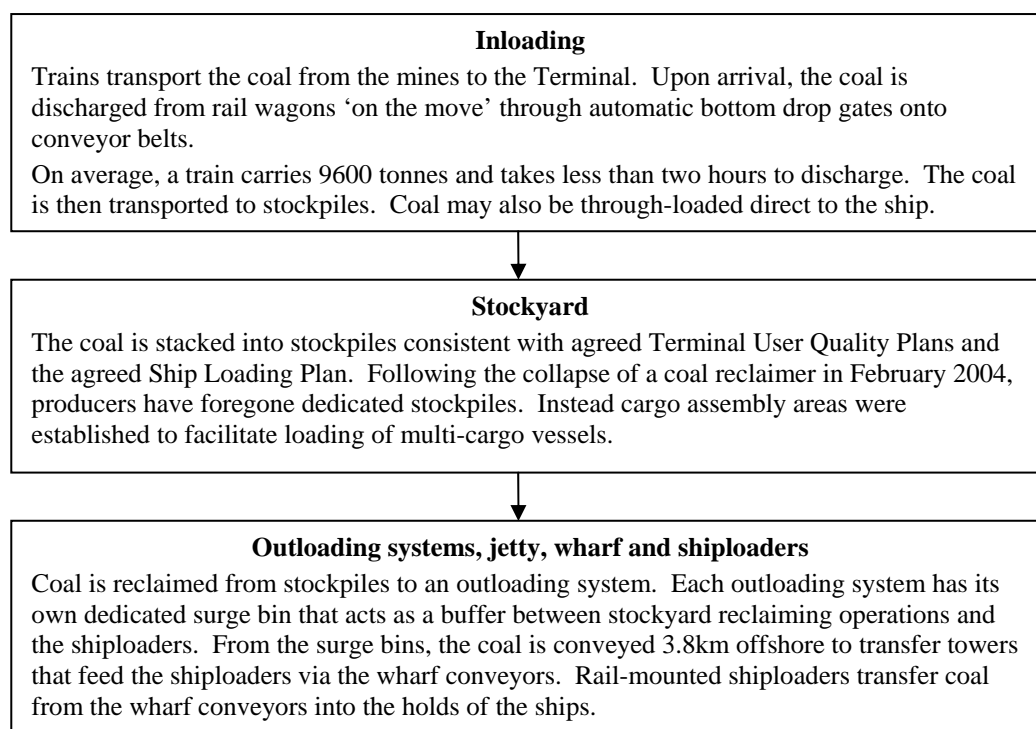 Inloading
Trains transport the coal from the mines to the Terminal.  Upon arrival, the coal is
discharged from rail wagons ‘on the move’ through automatic bottom drop gates onto
conveyor belts.
On average, a train carries 9600 tonnes and takes less than two hours to discharge.  The coal
is then transported to stockpiles.  Coal may also be through-loaded direct to the ship.
Stockyard
The coal is stacked into stockpiles consistent with agreed Terminal User Quality Plans and
the agreed Ship Loading Plan.  Following the collapse of a coal reclaimer in February 2004,
producers have foregone dedicated stockpiles.  Instead cargo assembly areas were
established to facilitate loading of multi-cargo vessels.
Outloading systems, jetty, wharf and shiploaders
Coal is reclaimed from stockpiles to an outloading system.  Each outloading system has its
own dedicated surge bin that acts as a buffer between stockyard reclaiming operations and
the shiploaders.  From the surge bins, the coal is conveyed 3.8km offshore to transfer towers
that feed the shiploaders via the wharf conveyors.  Rail-mounted shiploaders transfer coal
from the wharf conveyors into the holds of the ships.